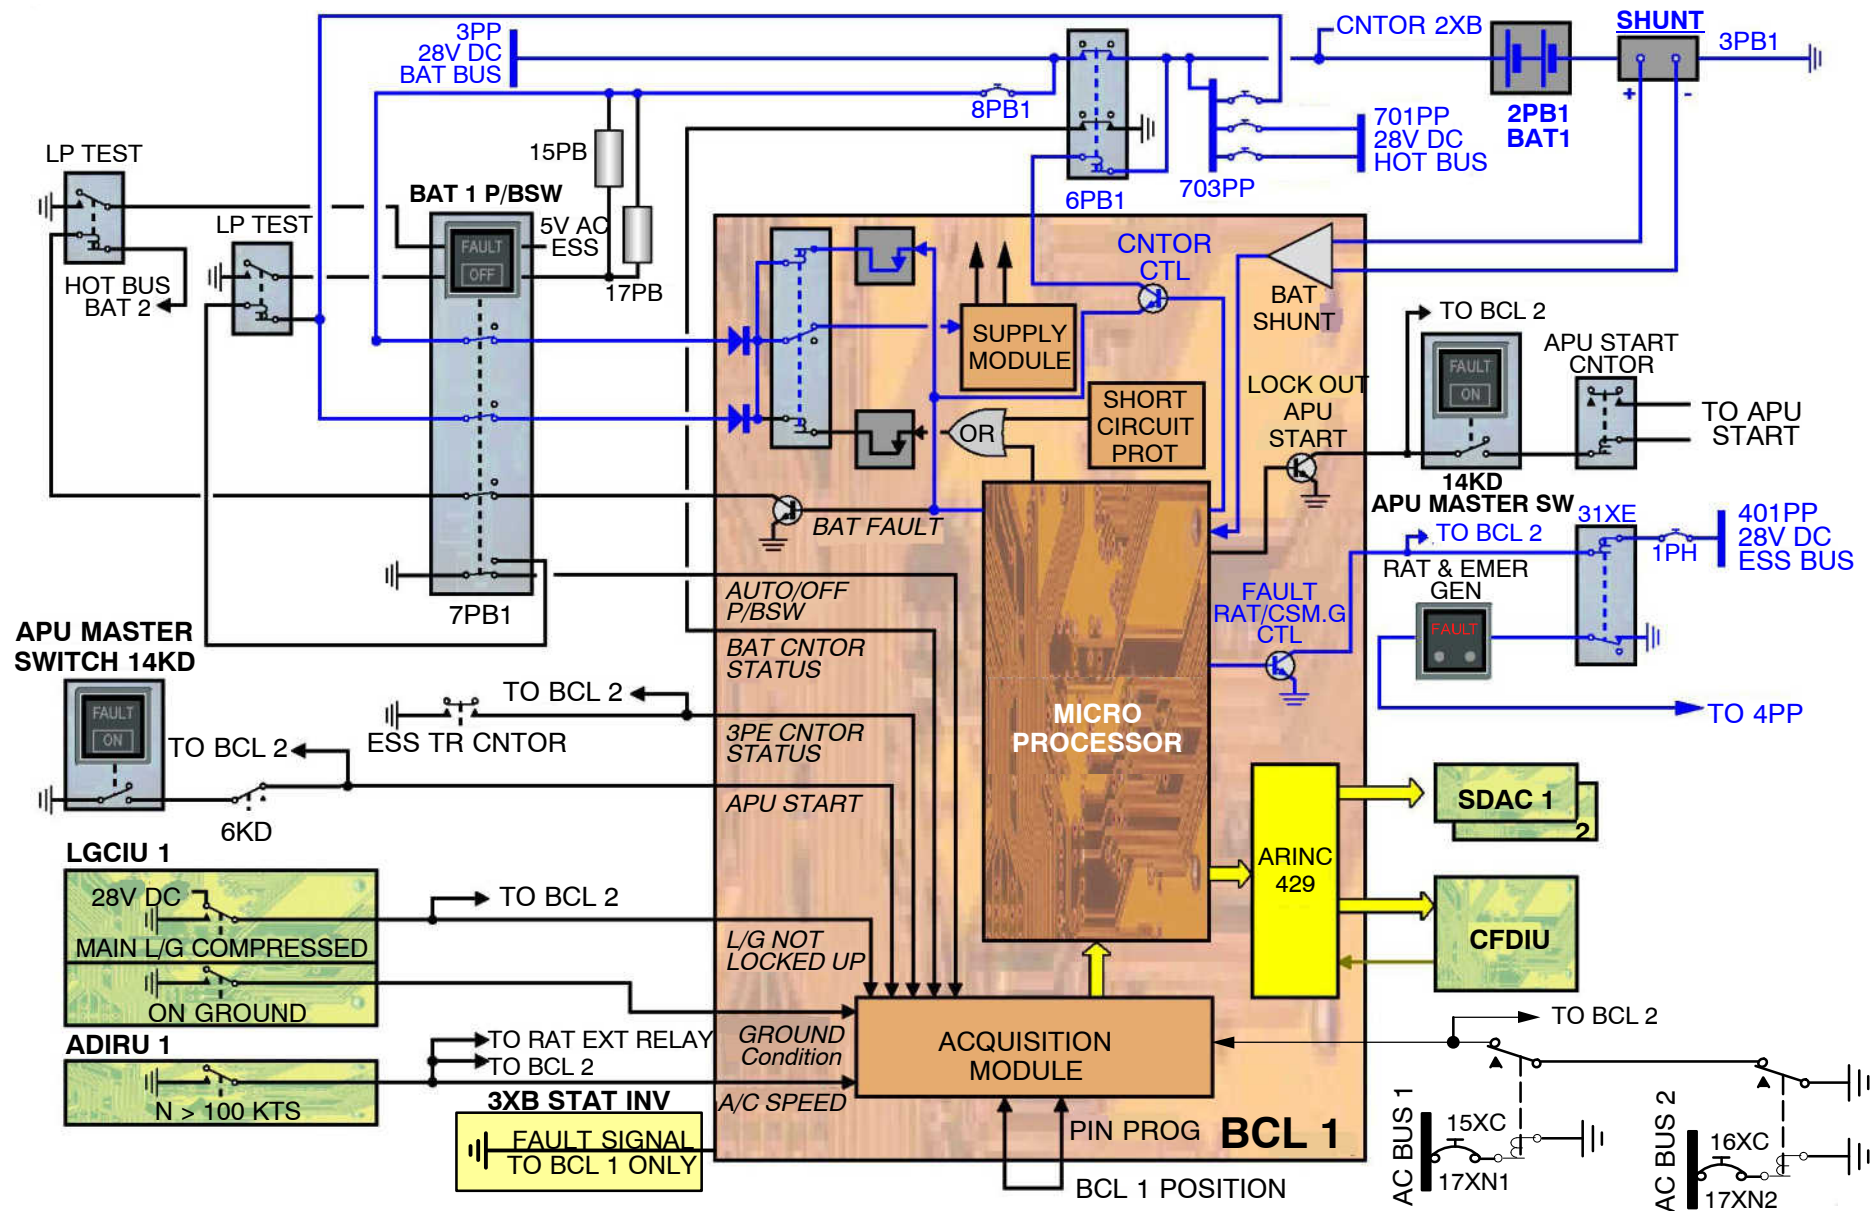 3PP
28V DC
BAT BUS
CNTOR 2XB
SHUNT
3PB1
+
-
8PB1
2PB1
BAT1
701PP
28V DC
HOT BUS
703PP
6PB1
15PB
LP TEST
BAT 1 P/BSW
LP TEST
5V AC
ESS
FAULT
OFF
17PB
HOT BUS
BAT 2
CNTOR
CTL
BAT
SHUNT
SUPPLY
MODULE
TO BCL 2
APU START
CNTOR
FAULT
ON
LOCK OUT
APU
START
SHORT
CIRCUIT
PROT
OR
TO APU
START
14KD
APU MASTER SW
BAT FAULT
TO BCL 2
31XE
1PH
401PP
28V DC
ESS BUS
RAT & EMER
GEN
FAULT
FAULT
RAT/CSM.G
CTL
TO 4PP
AUTO/OFF
P/BSW
7PB1
BAT CNTOR
STATUS
APU MASTER
SWITCH 14KD
FAULT
ON
TO BCL 2
ESS TR CNTOR
3PE CNTOR
STATUS
MICRO
PROCESSOR
TO BCL 2
APU START
6KD
SDAC 1
2
ARINC
429
LGCIU 1
28V DC
MAIN L/G COMPRESSED
TO BCL 2
L/G NOT
LOCKED UP
CFDIU
ON GROUND
GROUND
Condition
ACQUISITION
MODULE
TO BCL 2
ADIRU 1
TO RAT EXT RELAY
TO BCL 2
N > 100 KTS
A/C SPEED
3XB STAT INV
FAULT SIGNAL
TO BCL 1 ONLY
PIN PROG
BCL 1
BCL 1 POSITION
AC BUS 1
15XC
17XN1
AC BUS 2
16XC
17XN2